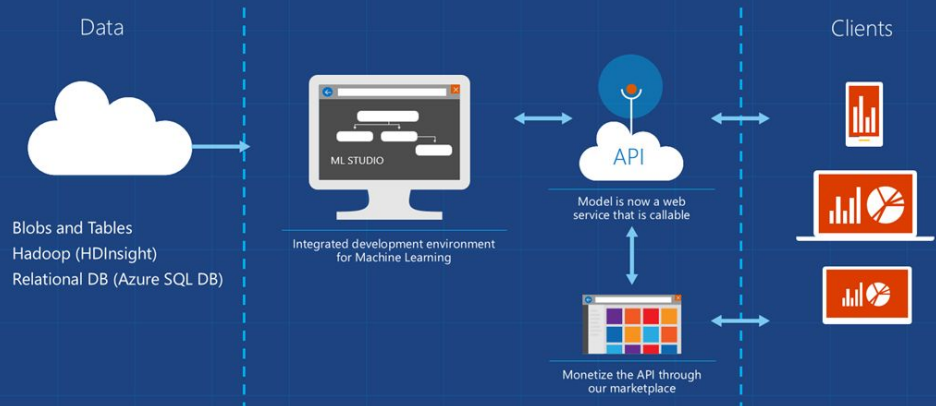 Data
Clients
ML STUDIO
API
Blobs and Tables
Hadoop (HDInsight)
Relational DB (Azure SQL DB)
Integrated development environment
for Machine Learning
Model is now a web
service that is callable
Monetize the API through
our marketplace